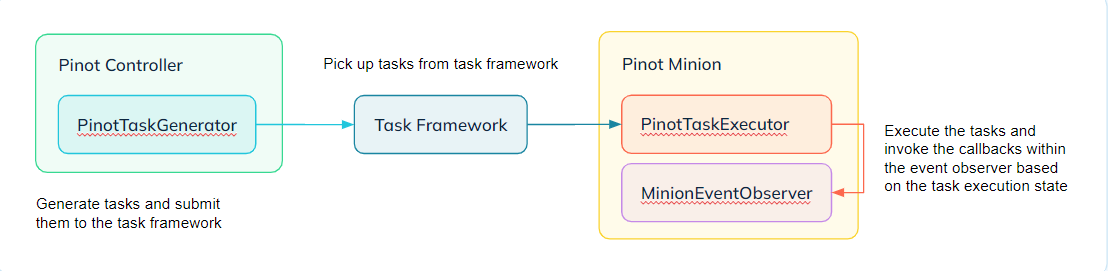 Pinot Controller
PinotTaskGenerator
Generate tasks and submit
them to the task framework
Pick up tasks from task framework
Task Framework
Pinot Minion
PinotTaskExecutor
MinionEventObserver
Execute the tasks and
invoke the callbacks within
the event observer based
on the task execution state